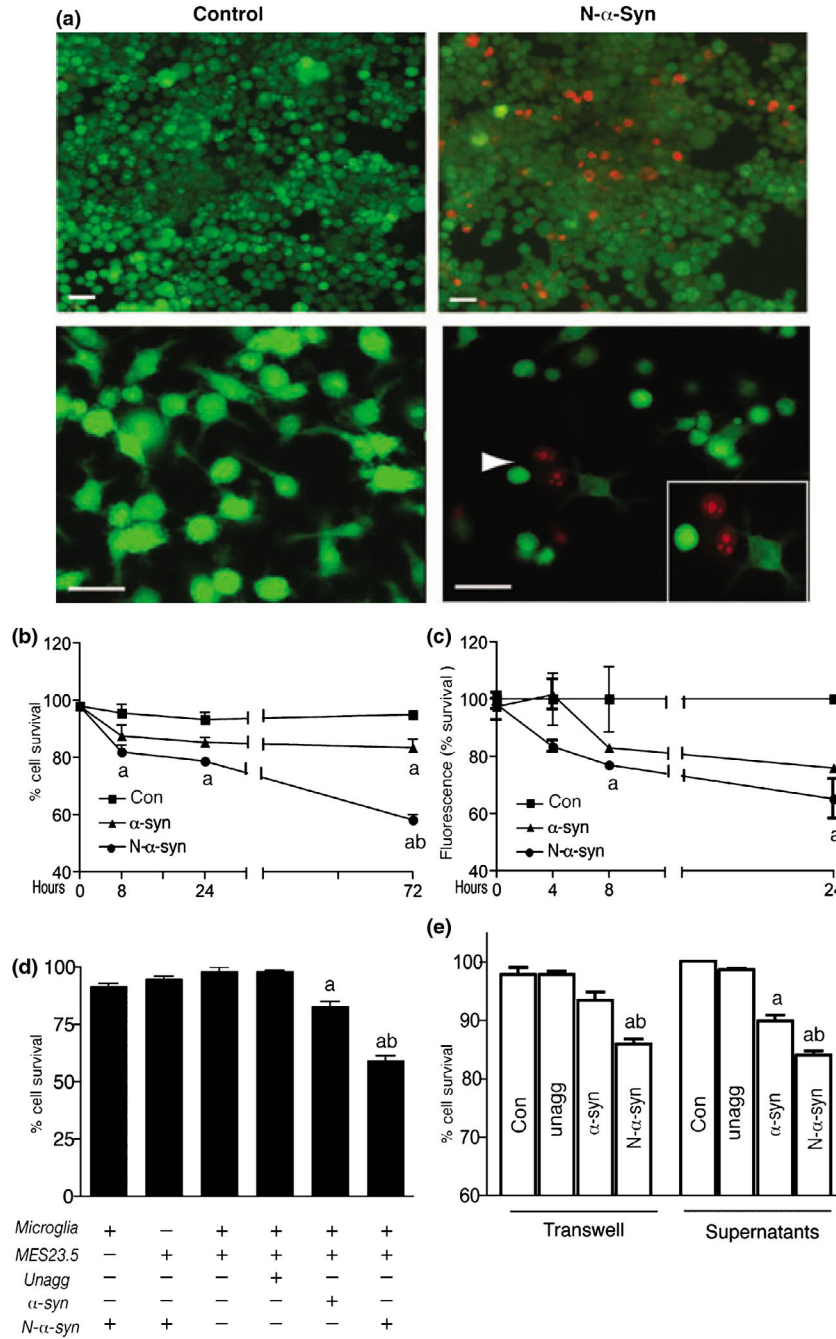 (a)
Control
N-α-Syn
(b)
120
100
80
60
40
% cell survival
a
a
a
ab
Con
α-syn
N-α-syn
Hours
0
8
24
72
(c)
120
100
80
60
40
Fluorescence (% survival )
a
a
Con
α-syn
N-α-syn
Hours
0
4
8
24
(d)
100
75
50
25
0
% cell survival
a
ab
Microglia + − + + + +
MES23.5 − + + + + +
Unagg − − − + − −
α-syn − − − − + −
N-α-syn + + − − − +
(e)
100
90
80
70
60
% cell survival
ab
a
ab
Con
unagg
α-syn
N-α-syn
Con
unagg
α-syn
N-α-syn
Transwell
Supernatants